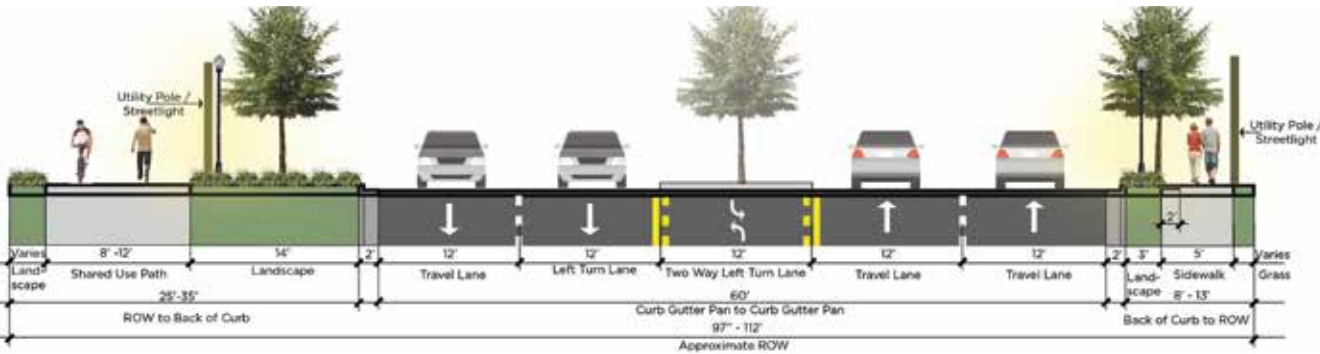 Utility Pole /
Streetlight
Utility Pole /
Streetlight
2'
Varies 8' -12' 14' 2' 12' 12' 12' 12' 12' 2' 3' 5' Varies
Land-
scape
Shared Use Path
Landscape
Travel Lane
Left Turn Lane
Two Way Left Turn Lane
Travel Lane
Travel Lane
Land-
scape
Sidewalk
Grass
25'-35'
60'
8' - 13'
ROW to Back of Curb
Curb Gutter Pan to Curb Gutter Pan
Back of Curb to ROW
97" - 112'
Approximate ROW